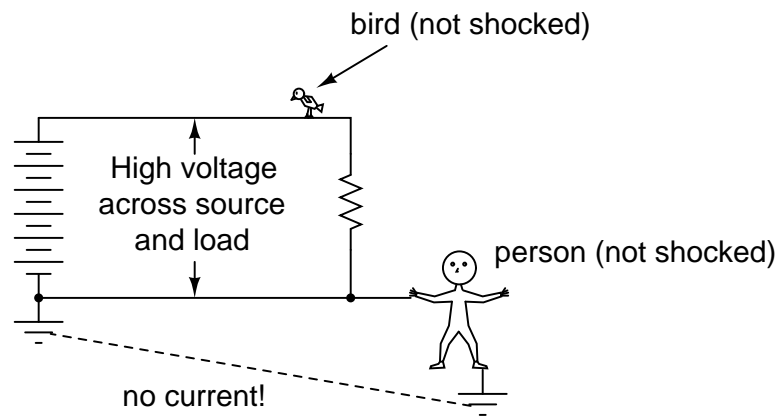 bird (not shocked)
High voltage
across source
and load
person (not shocked)
no current!